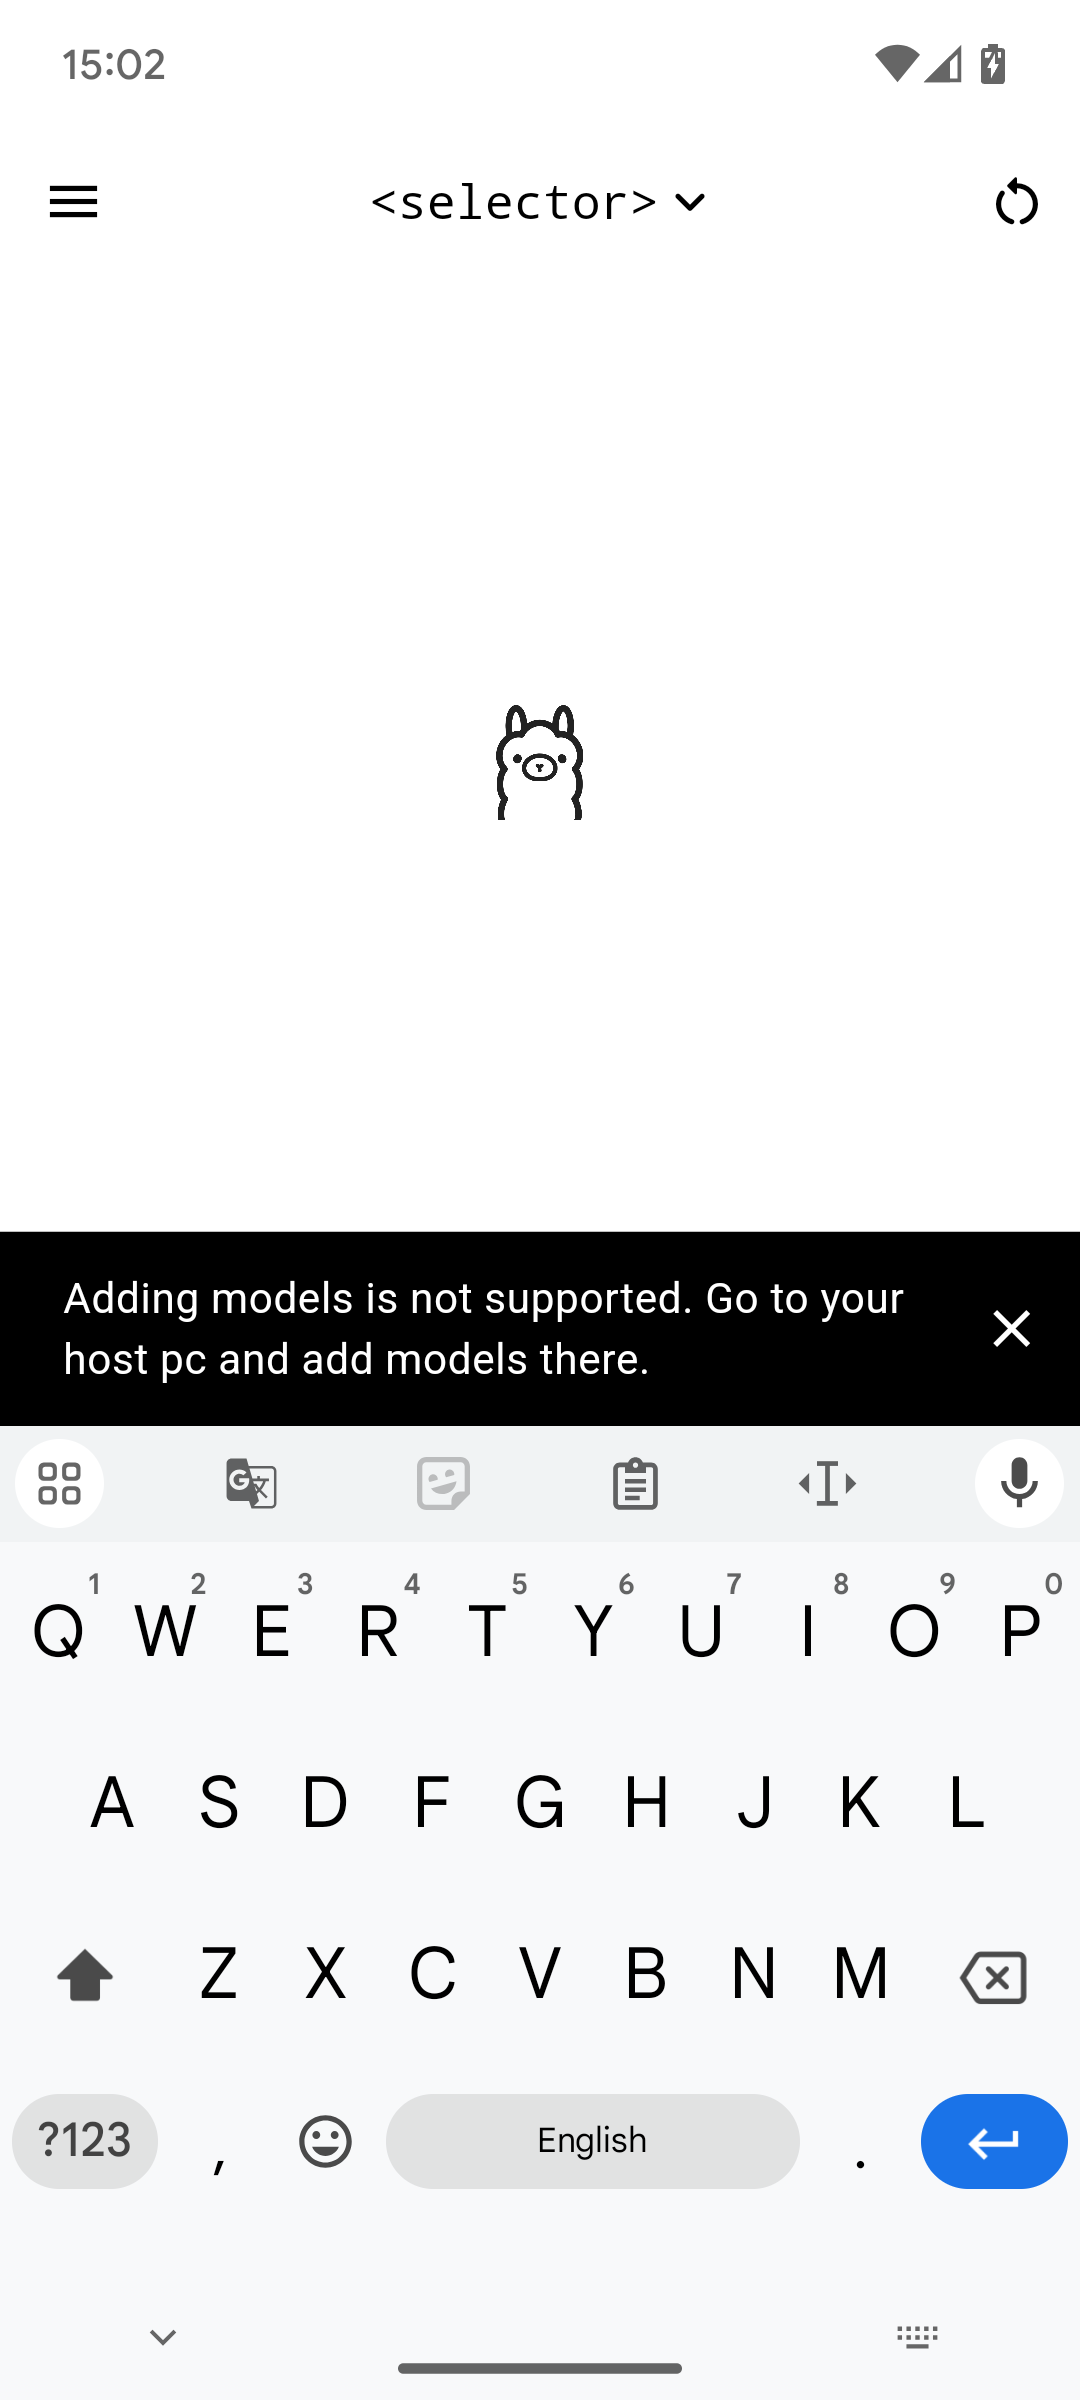 15:02
<selector>
Adding models is not supported. Go to your
host pc and add models there.
1 2 3 4 5 6 7 8 9 0
Q W E R T Y U I O P
A S D F G H J K L
Z X C V B N M
?123 , English .